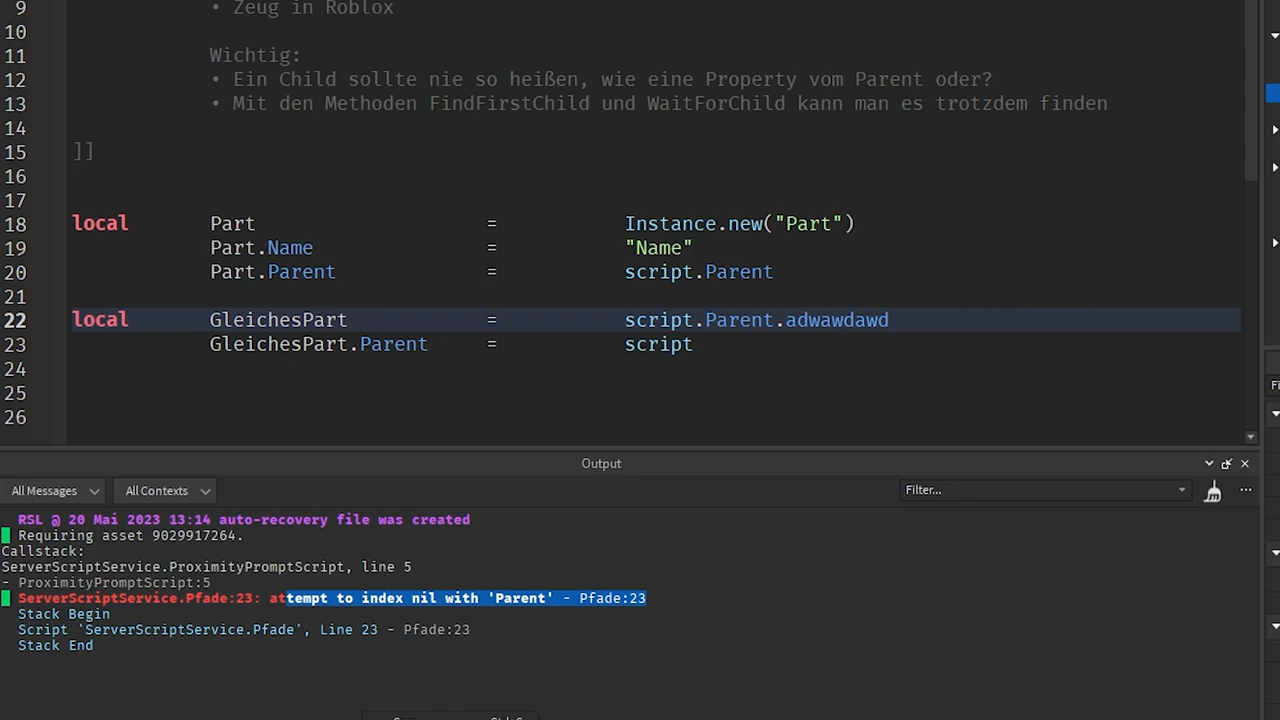 9 • Zeug in Roblox
10
11 Wichtig:
12 • Ein Child sollte nie so heißen, wie eine Property vom Parent oder?
13 • Mit den Methoden FindFirstChild und WaitForChild kann man es trotzdem finden
14
15 ]]
16
17
18 local Part = Instance.new("Part")
19 Part.Name = "Name"
20 Part.Parent = script.Parent
21
22 local GleichesPart = script.Parent.adwawdawd
23 GleichesPart.Parent = script
24
25
26
Output
All Messages All Contexts Filter... ...
RSL @ 20 Mai 2023 13:14 auto-recovery file was created
Requiring asset 9029917264.
Callstack:
ServerScriptService.ProximityPromptScript, line 5
- ProximityPromptScript:5
ServerScriptService.Pfade:23: attempt to index nil with 'Parent' - Pfade:23
Stack Begin
Script 'ServerScriptService.Pfade', Line 23 - Pfade:23
Stack End